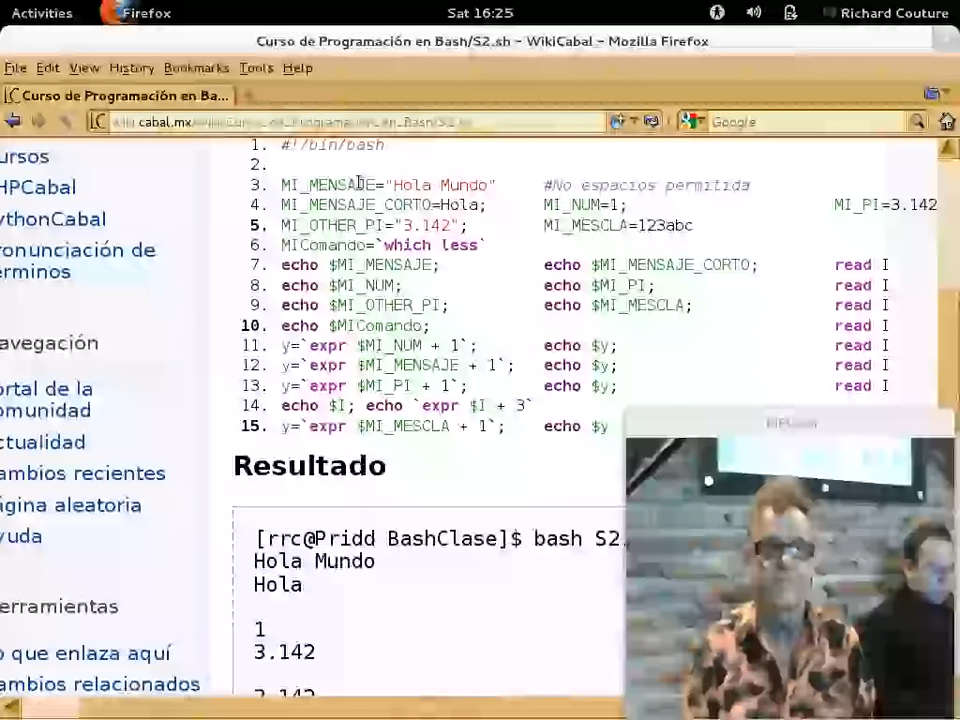 Activities Firefox Sat 16:25 Richard Couture
Curso de Programación en Bash/S2.sh - WikiCabal - Mozilla Firefox
File Edit View History Bookmarks Tools Help
Curso de Programación en Ba...
cabal.mx Google
ursos
HPCabal
ythonCabal
ronunciación de
érminos
avegación
ortal de la
omunidad
ctualidad
ambios recientes
ágina aleatoria
yuda
erramientas
o que enlaza aquí
ambios relacionados
1. #!/bin/bash
2.
3. MI_MENSAJE="Hola Mundo" #No espacios permitida
4. MI_MENSAJE_CORTO=Hola; MI_NUM=1; MI_PI=3.142
5. MI_OTHER_PI="3.142"; MI_MESCLA=123abc
6. MIComando=`which less`
7. echo $MI_MENSAJE; echo $MI_MENSAJE_CORTO; read I
8. echo $MI_NUM; echo $MI_PI; read I
9. echo $MI_OTHER_PI; echo $MI_MESCLA; read I
10. echo $MIComando; read I
11. y=`expr $MI_NUM + 1`; echo $y; read I
12. y=`expr $MI_MENSAJE + 1`; echo $y; read I
13. y=`expr $MI_PI + 1`; echo $y; read I
14. echo $I; echo `expr $I + 3`
15. y=`expr $MI_MESCLA + 1`; echo $y
Resultado
[rrc@Pridd BashClase]$ bash S2.
Hola Mundo
Hola
1
3.142
3.142